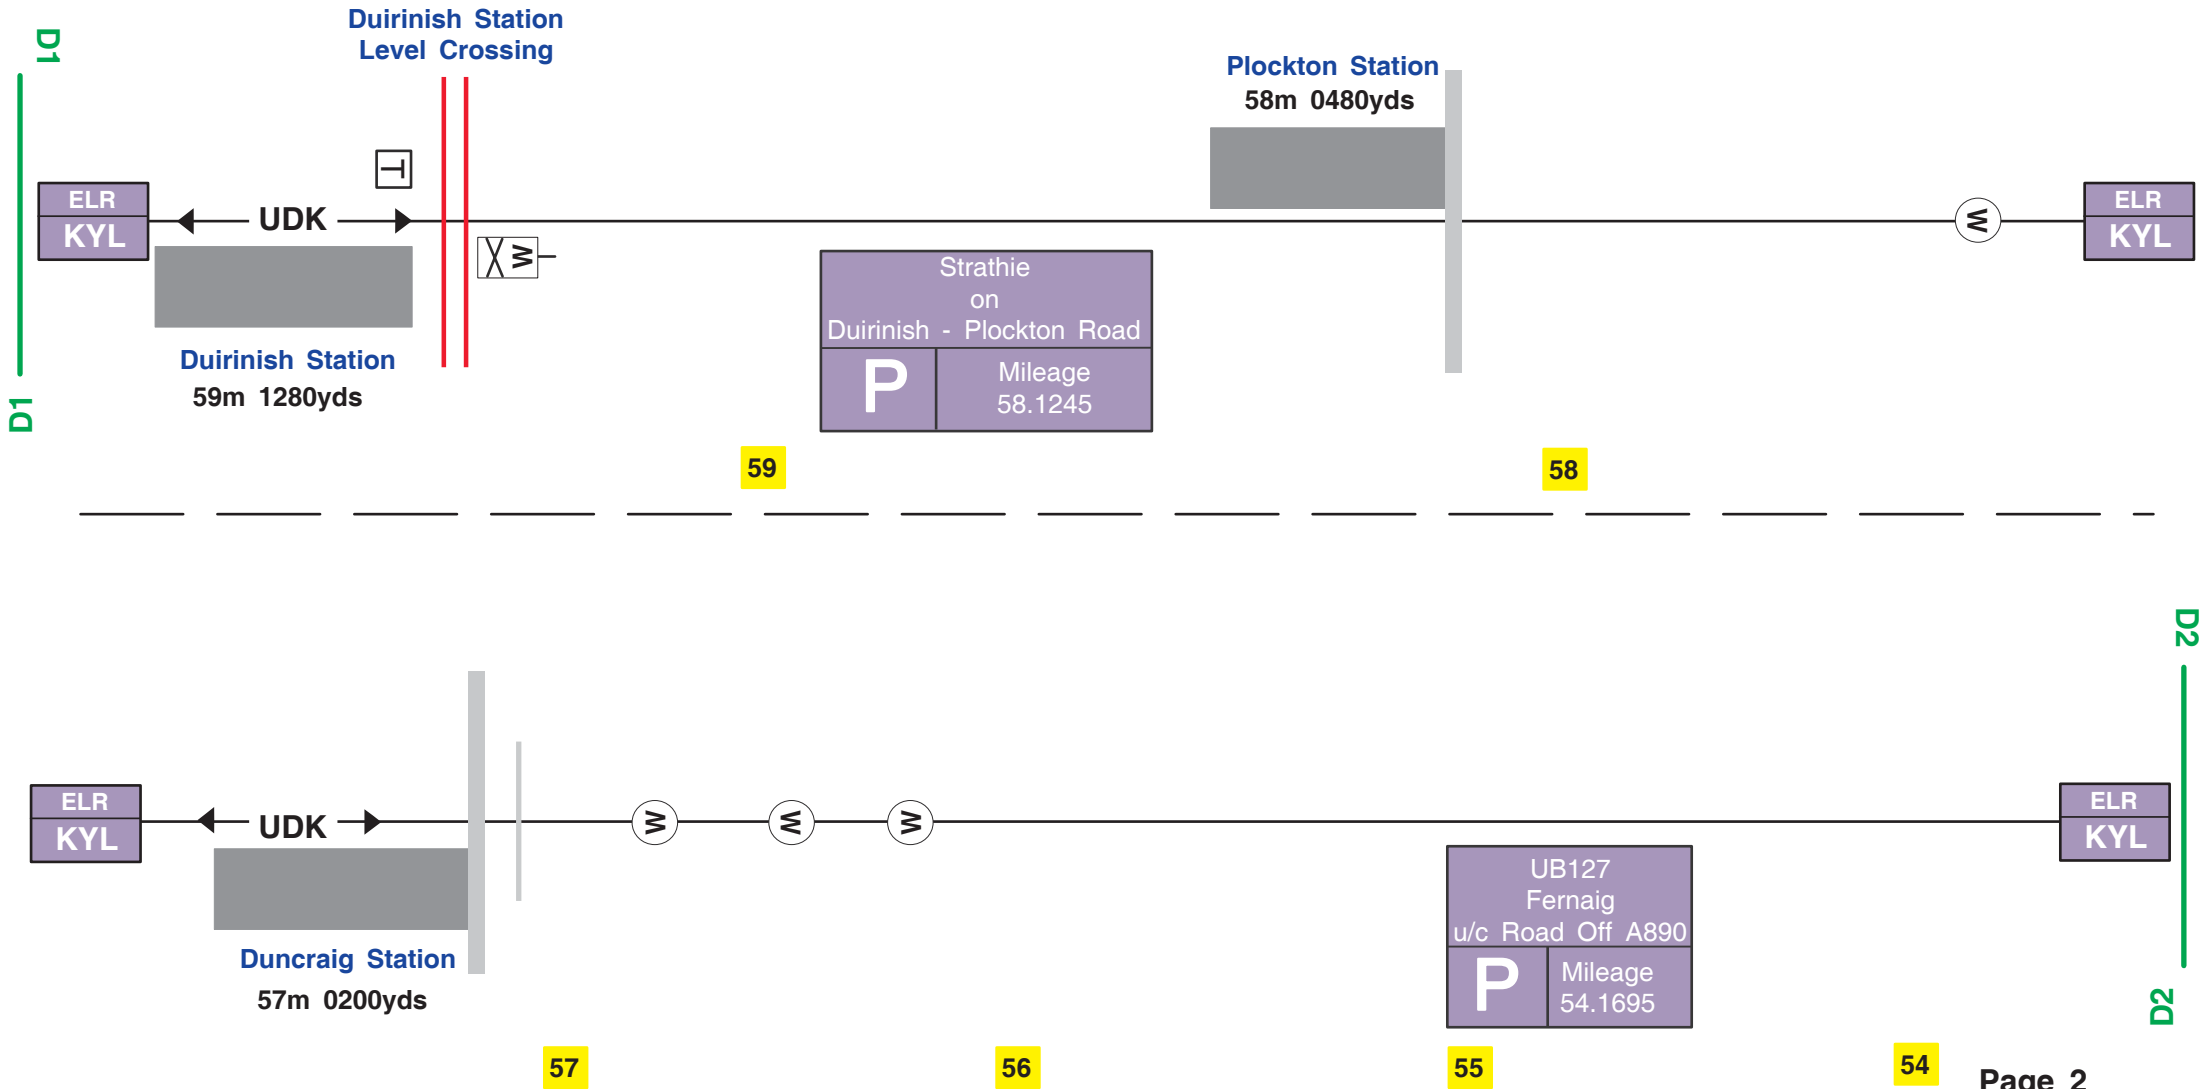 D1
Duirinish Station
Level Crossing
Plockton Station
58m 0480yds
T
ELR
KYL
UDK
W
W
ELR
KYL
Strathie
on
Duirinish - Plockton Road
P
Mileage
58.1245
Duirinish Station
59m 1280yds
D1
59
58
D2
ELR
KYL
UDK
W
W
W
ELR
KYL
UB127
Fernaig
u/c Road Off A890
P
Mileage
54.1695
Duncraig Station
57m 0200yds
D2
57
56
55
54
Page 2